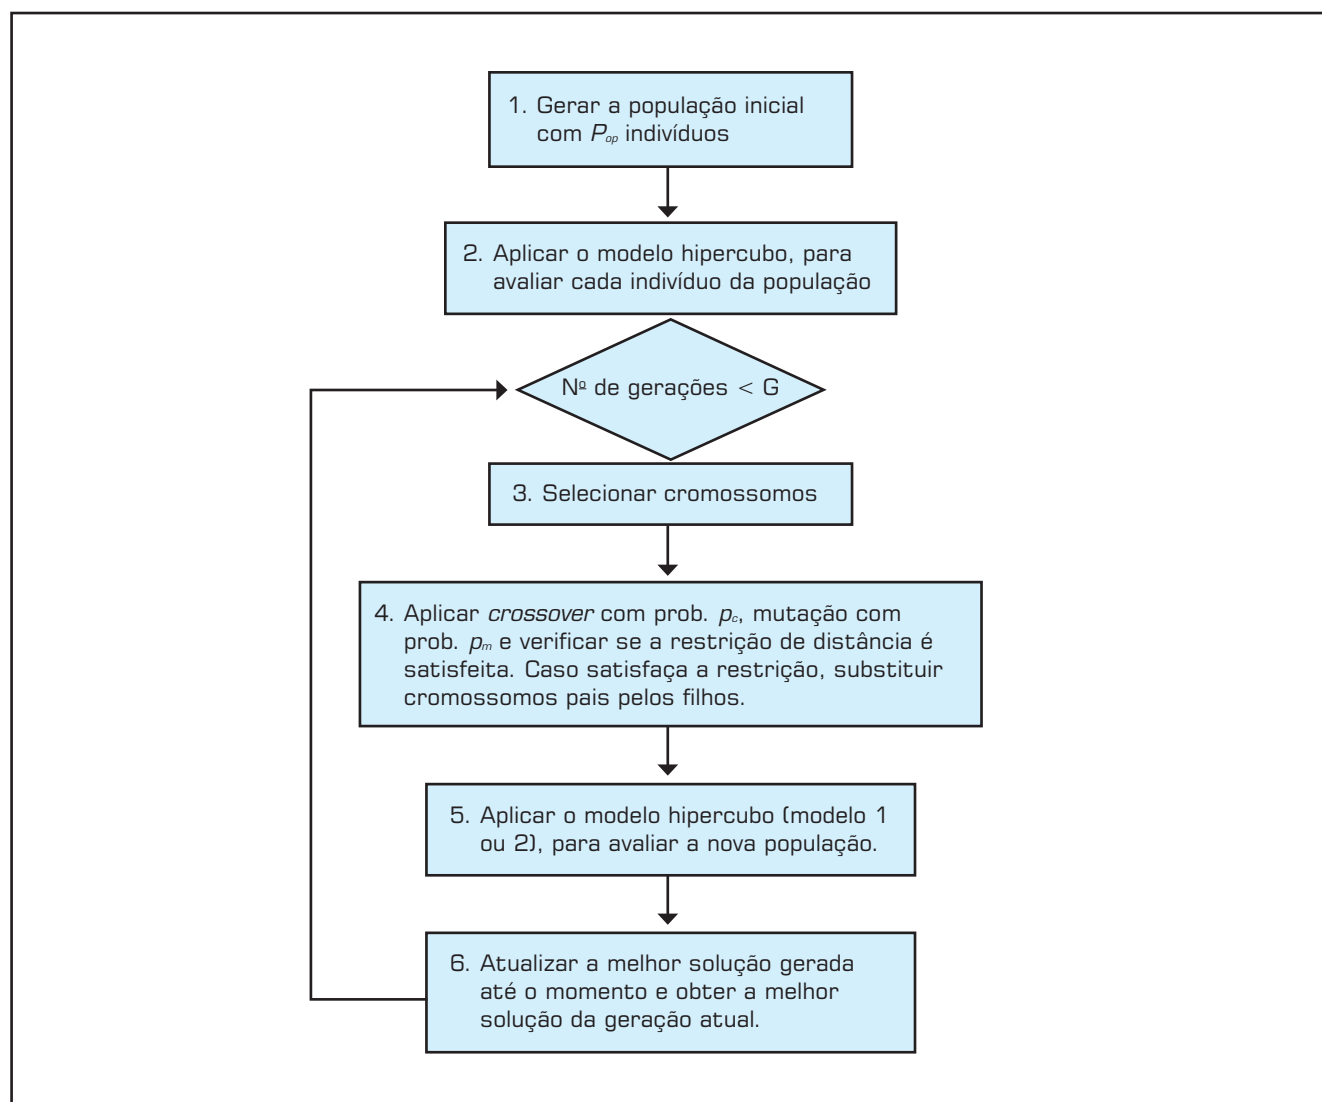 1. Gerar a população inicial
com Pop indivíduos
2. Aplicar o modelo hipercubo, para
avaliar cada indivíduo da população
Nº de gerações < G
3. Selecionar cromossomos
4. Aplicar crossover com prob. pc, mutação com
prob. pm e verificar se a restrição de distância é
satisfeita. Caso satisfaça a restrição, substituir
cromossomos pais pelos filhos.
5. Aplicar o modelo hipercubo (modelo 1
ou 2), para avaliar a nova população.
6. Atualizar a melhor solução gerada
até o momento e obter a melhor
solução da geração atual.